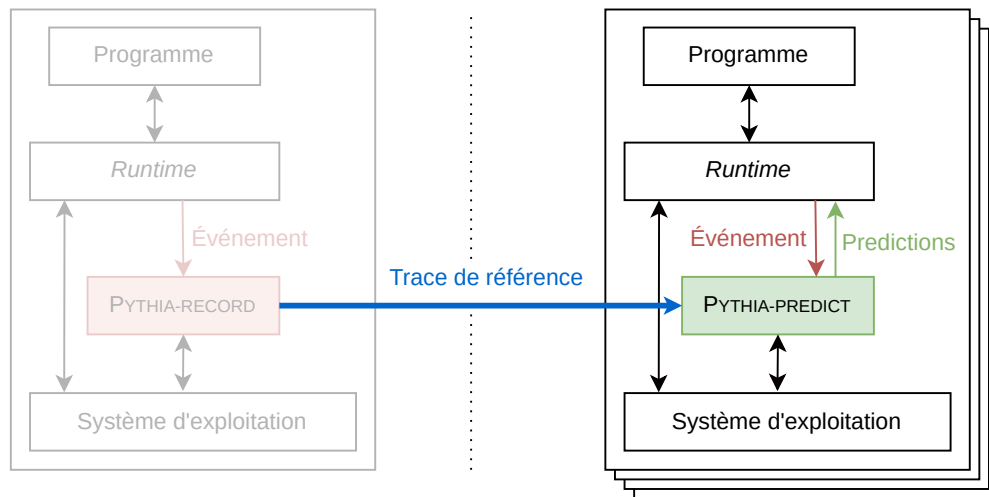 Programme
Runtime
Événement
PYTHIA-RECORD
Système d'exploitation
Trace de référence
Programme
Runtime
Événement
Predictions
PYTHIA-PREDICT
Système d'exploitation